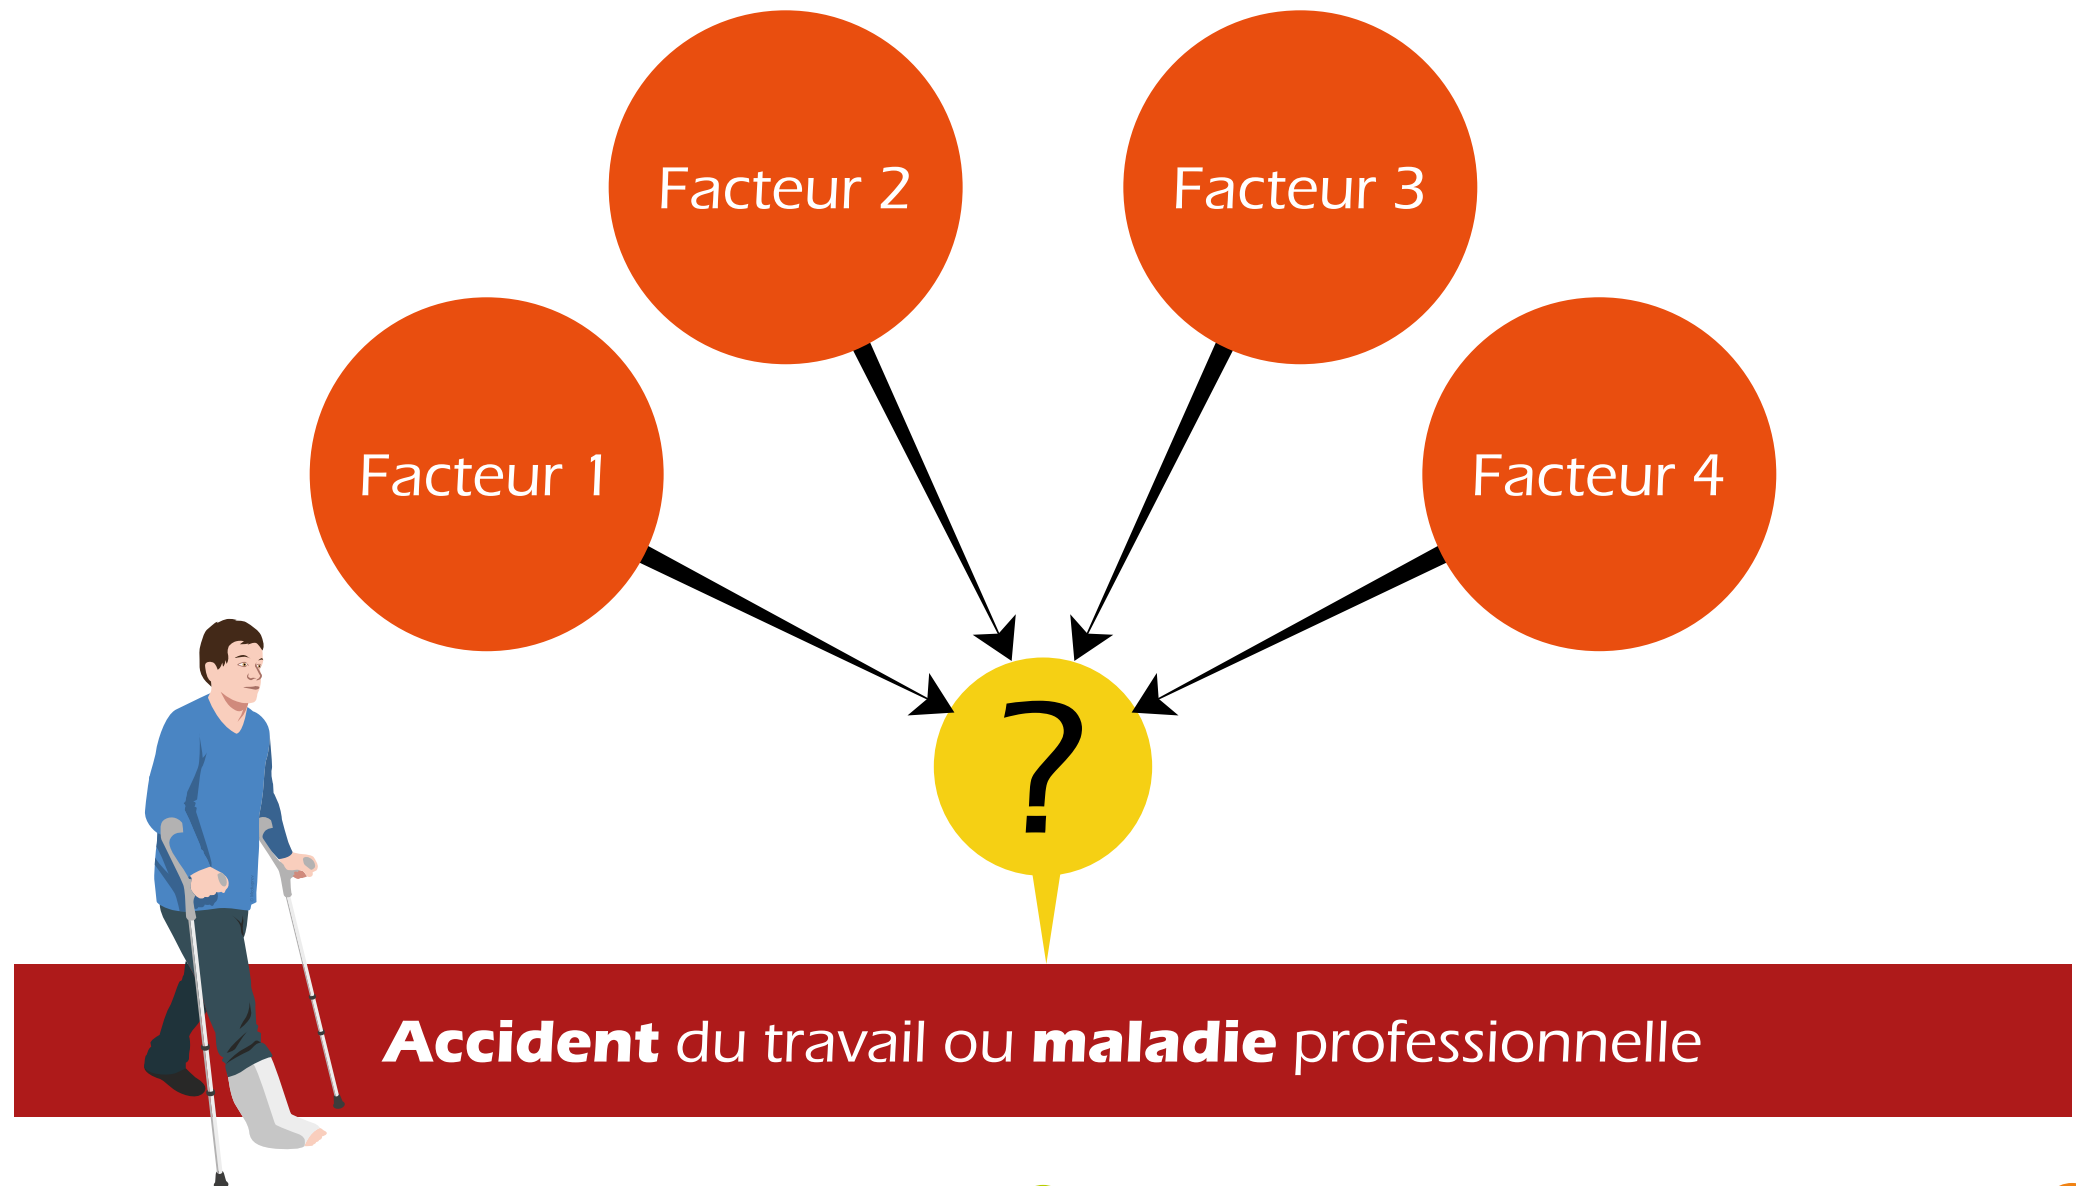 Facteur 2
Facteur 3
Facteur 1
Facteur 4
?
Accident du travail ou maladie professionnelle